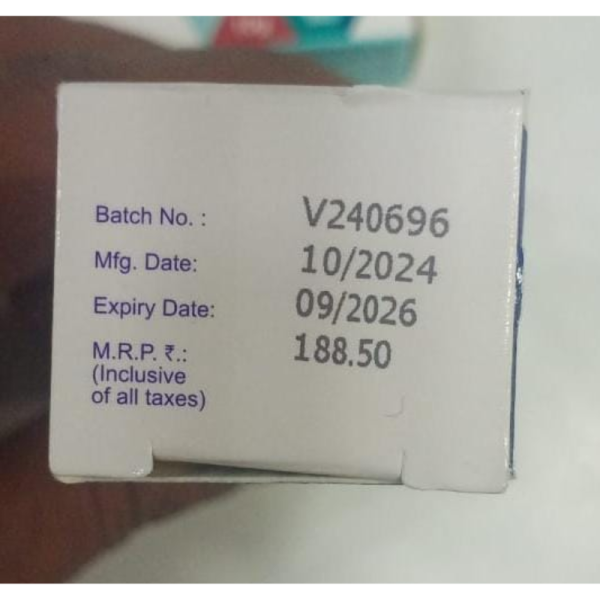 Batch No. : V240696
Mfg. Date: 10/2024
Expiry Date: 09/2026
M.R.P. ₹.: 188.50
(Inclusive
of all taxes)